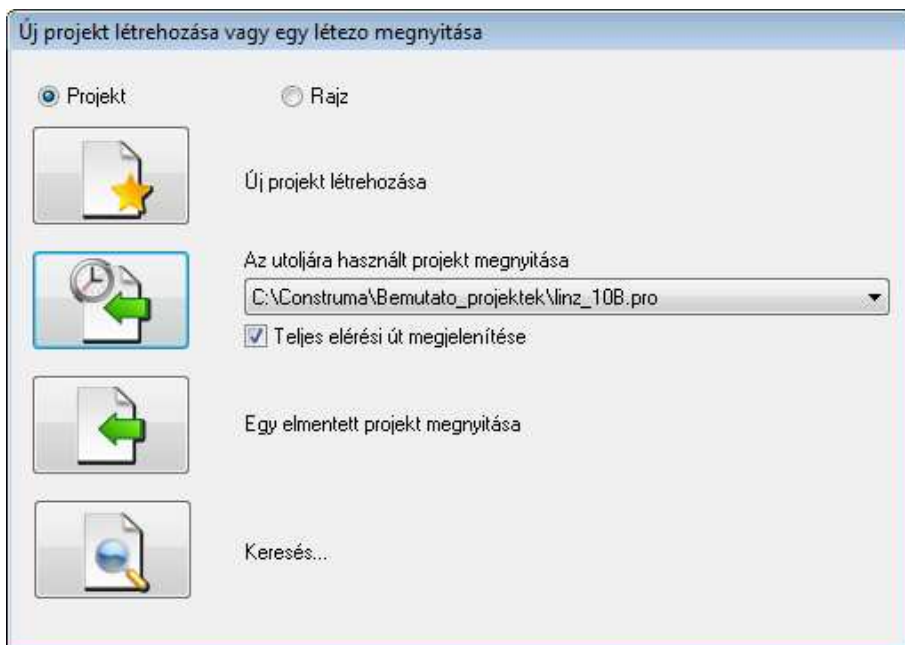 Új projekt létrehozása vagy egy létezo megnyitása
Projekt Rajz
Új projekt létrehozása
Az utoljára használt projekt megnyitása
C:\Construma\Bemutato_projektek\linz_10B.pro
Teljes elérési út megjelenítése
Egy elmentett projekt megnyitása
Keresés...